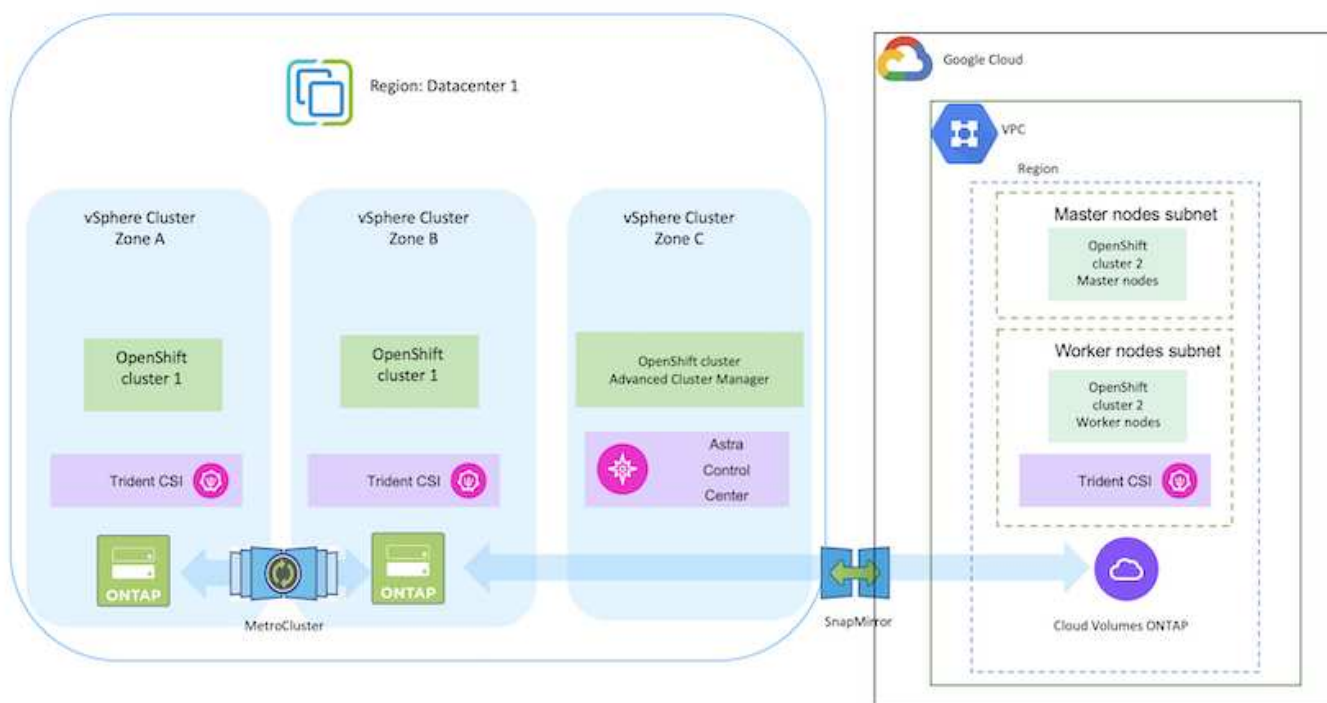 Region: Datacenter 1
vSphere Cluster
Zone A
OpenShift
cluster 1
Trident CSI
ONTAP
MetroCluster
vSphere Cluster
Zone B
OpenShift
cluster 1
Trident CSI
ONTAP
vSphere Cluster
Zone C
OpenShift cluster
Advanced Cluster Manager
Astra
Control
Center
SnapMirror
Google Cloud
VPC
Region
Master nodes subnet
OpenShift
cluster 2
Master nodes
Worker nodes subnet
OpenShift
cluster 2
Worker nodes
Trident CSI
Cloud Volumes ONTAP